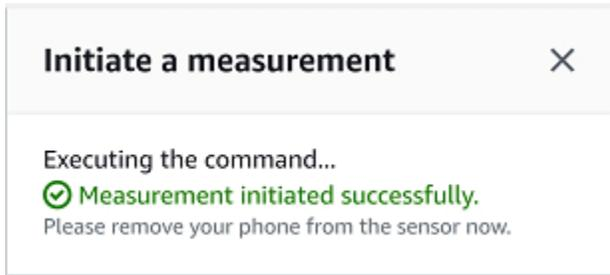 Initiate a measurement
Executing the command...
Measurement initiated successfully.
Please remove your phone from the sensor now.